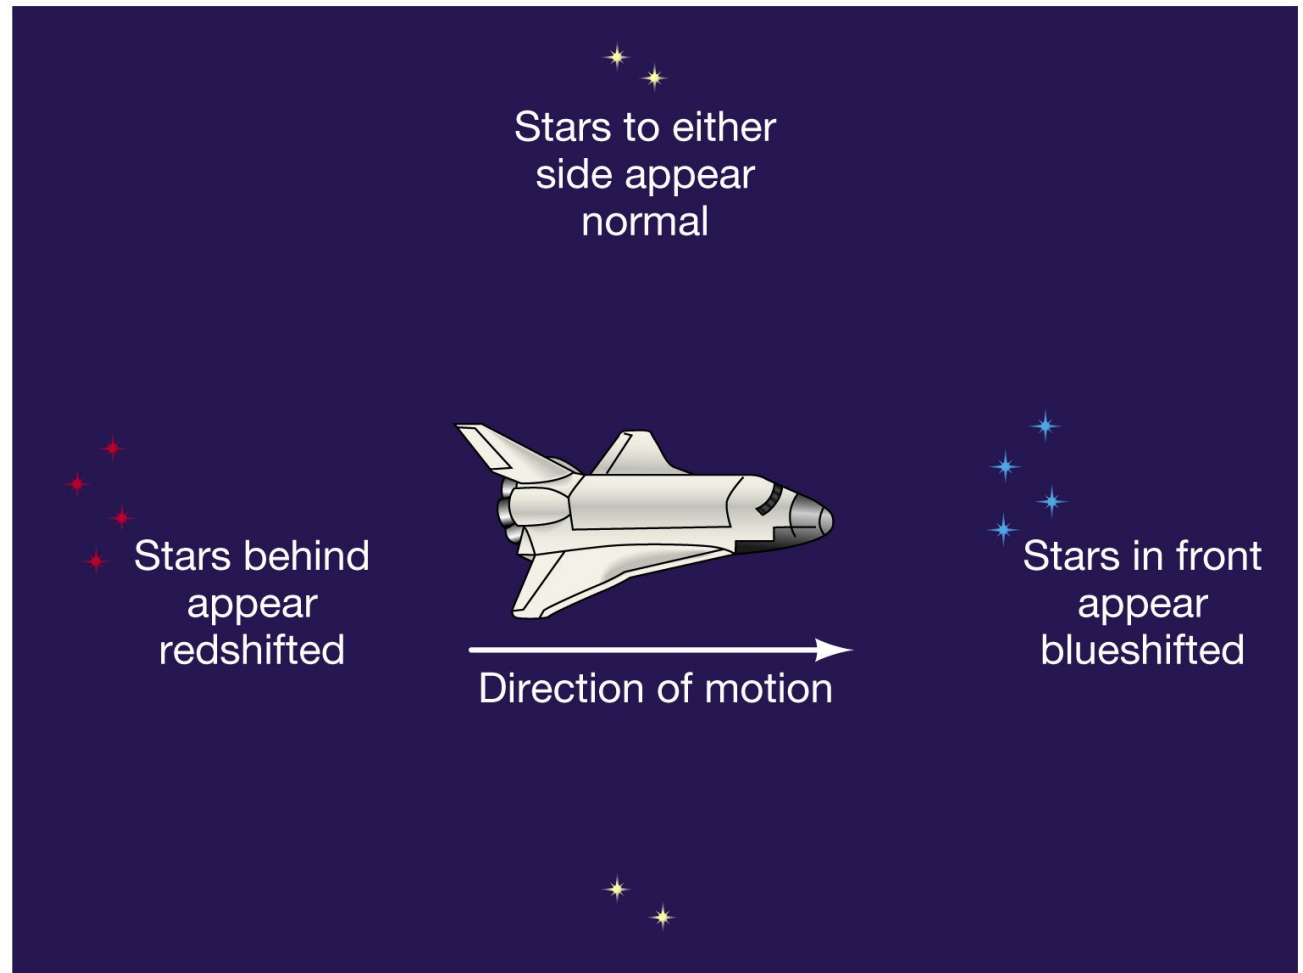 Stars to either
side appear
normal
Stars behind
appear
redshifted
Stars in front
appear
blueshifted
Direction of motion